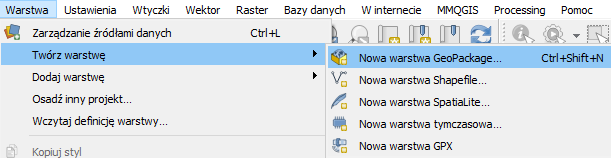 Warstwa Ustawienia Wtyczki Wektor Raster Bazy danych W internecie MMQGIS Processing Pomoc
Zarządzanie źródłami danych Ctrl+L
Twórz warstwę
Nowa warstwa GeoPackage... Ctrl+Shift+N
Dodaj warstwę
Nowa warstwa Shapefile...
Osadź inny projekt...
Nowa warstwa SpatiaLite...
Wczytaj definicję warstwy...
Nowa warstwa tymczasowa...
Kopiuj styl
Nowa warstwa GPX